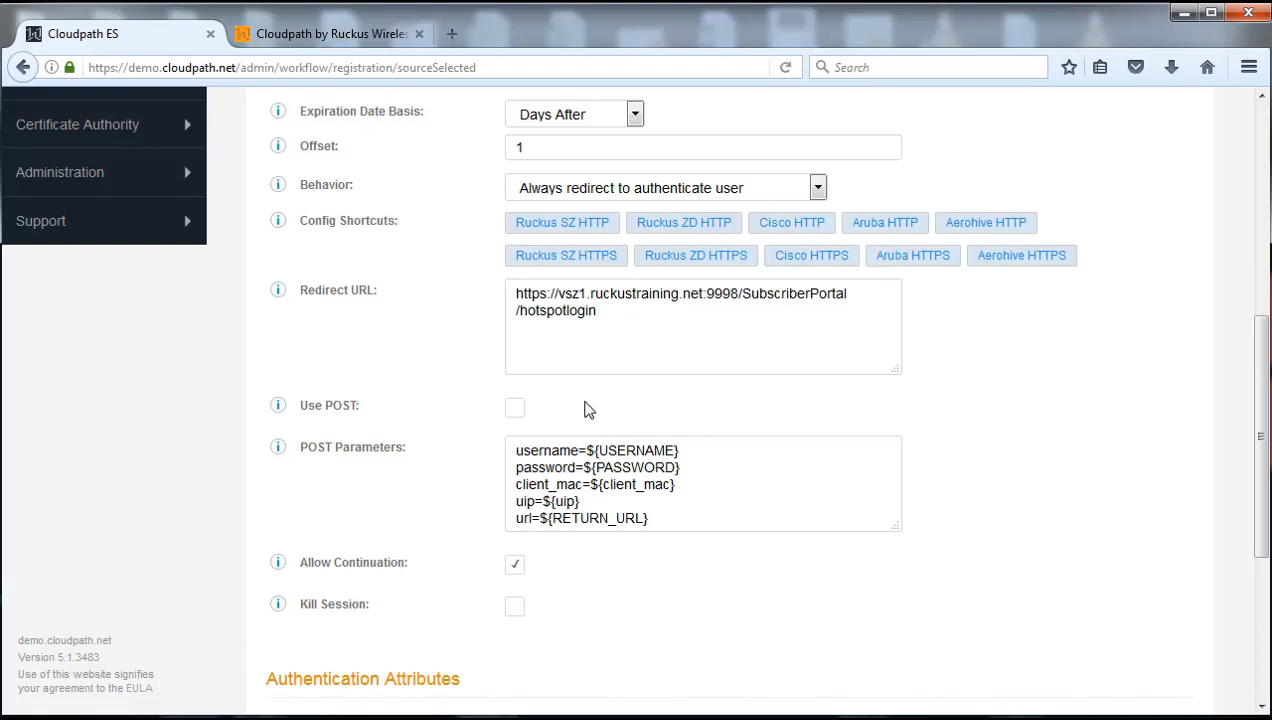 Cloudpath ES
Cloudpath by Ruckus Wireles
https://demo.cloudpath.net/admin/workflow/registration/sourceSelected
Search
Certificate Authority
Administration
Support
Expiration Date Basis:
Days After
Offset:
1
Behavior:
Always redirect to authenticate user
Config Shortcuts:
Ruckus SZ HTTP
Ruckus ZD HTTP
Cisco HTTP
Aruba HTTP
Aerohive HTTP
Ruckus SZ HTTPS
Ruckus ZD HTTPS
Cisco HTTPS
Aruba HTTPS
Aerohive HTTPS
Redirect URL:
https://vsz1.ruckustraining.net:9998/SubscriberPortal
/hotspotlogin
Use POST:
POST Parameters:
username=${USERNAME}
password=${PASSWORD}
client_mac=${client_mac}
uip=${uip}
url=${RETURN_URL}
Allow Continuation:
Kill Session:
Authentication Attributes
demo.cloudpath.net
Version 5.1.3483
Use of this website signifies
your agreement to the EULA